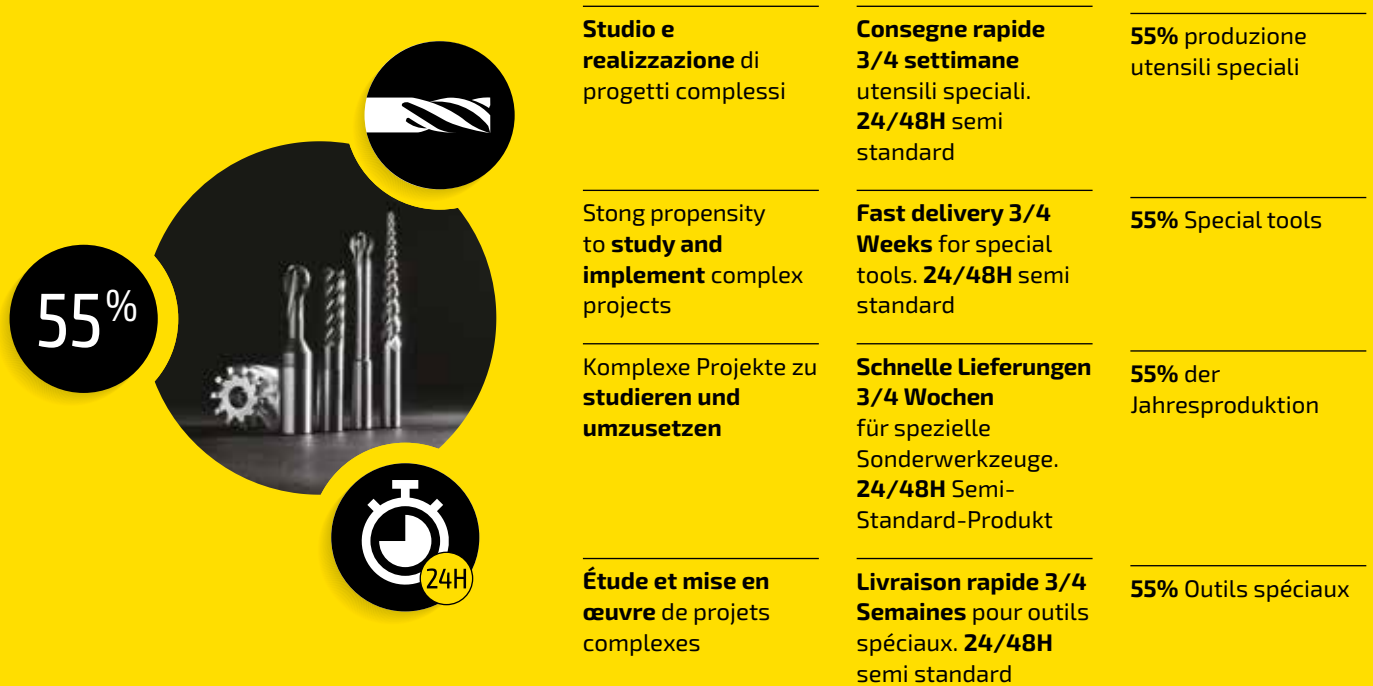 55%
24H
Studio e
realizzazione di
progetti complessi
Consegne rapide
3/4 settimane
utensili speciali.
24/48H semi
standard
55% produzione
utensili speciali
Stong propensity
to study and
implement complex
projects
Fast delivery 3/4
Weeks for special
tools. 24/48H semi
standard
55% Special tools
Komplexe Projekte zu
studieren und
umzusetzen
Schnelle Lieferungen
3/4 Wochen
für spezielle
Sonderwerkzeuge.
24/48H Semi-
Standard-Produkt
55% der
Jahresproduktion
Étude et mise en
œuvre de projets
complexes
Livraison rapide 3/4
Semaines pour outils
spéciaux. 24/48H
semi standard
55% Outils spéciaux